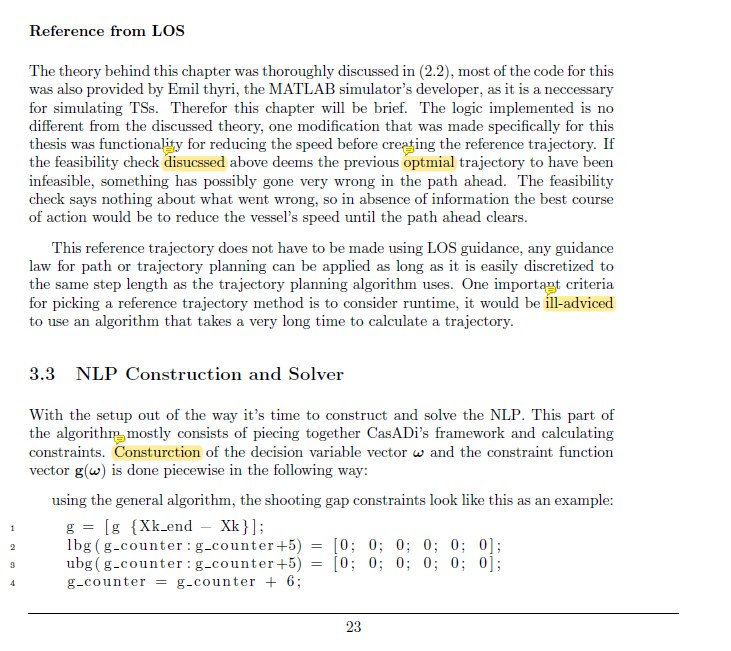 Reference from LOS
The theory behind this chapter was thoroughly discussed in (2.2), most of the code for this
was also provided by Emil thyri, the MATLAB simulator's developer, as it is a neccessary
for simulating TSs. Therefor this chapter will be brief. The logic implemented is no
different from the discussed theory, one modification that was made specifically for this
thesis was functionality for reducing the speed before creating the reference trajectory. If
the feasibility check disucssed above deems the previous optmial trajectory to have been
infeasible, something has possibly gone very wrong in the path ahead. The feasibility
check says nothing about what went wrong, so in absence of information the best course
of action would be to reduce the vessel's speed until the path ahead clears.
This reference trajectory does not have to be made using LOS guidance, any guidance
law for path or trajectory planning can be applied as long as it is easily discretized to
the same step length as the trajectory planning algorithm uses. One important criteria
for picking a reference trajectory method is to consider runtime, it would be ill-adviced
to use an algorithm that takes a very long time to calculate a trajectory.
3.3 NLP Construction and Solver
With the setup out of the way it's time to construct and solve the NLP. This part of
the algorithm mostly consists of piecing together CasADi's framework and calculating
constraints. Consturction of the decision variable vector ω and the constraint function
vector g(ω) is done piecewise in the following way:
using the general algorithm, the shooting gap constraints look like this as an example:
1 g = [g {Xk_end − Xk}];
2 lbg(g_counter:g_counter+5) = [0; 0; 0; 0; 0; 0];
3 ubg(g_counter:g_counter+5) = [0; 0; 0; 0; 0; 0];
4 g_counter = g_counter + 6;
23